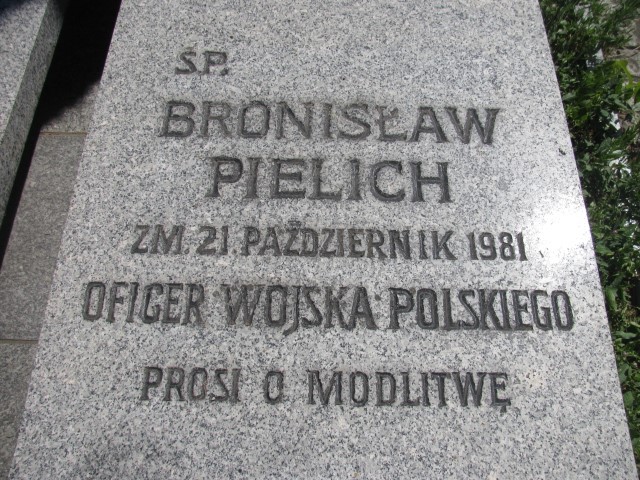 Ś.P.
BRONISŁAW
PIELICH
ZM. 21 PAŹDZIERNIK 1981
OFICER WOJSKA POLSKIEGO
PROSI O MODLITWĘ